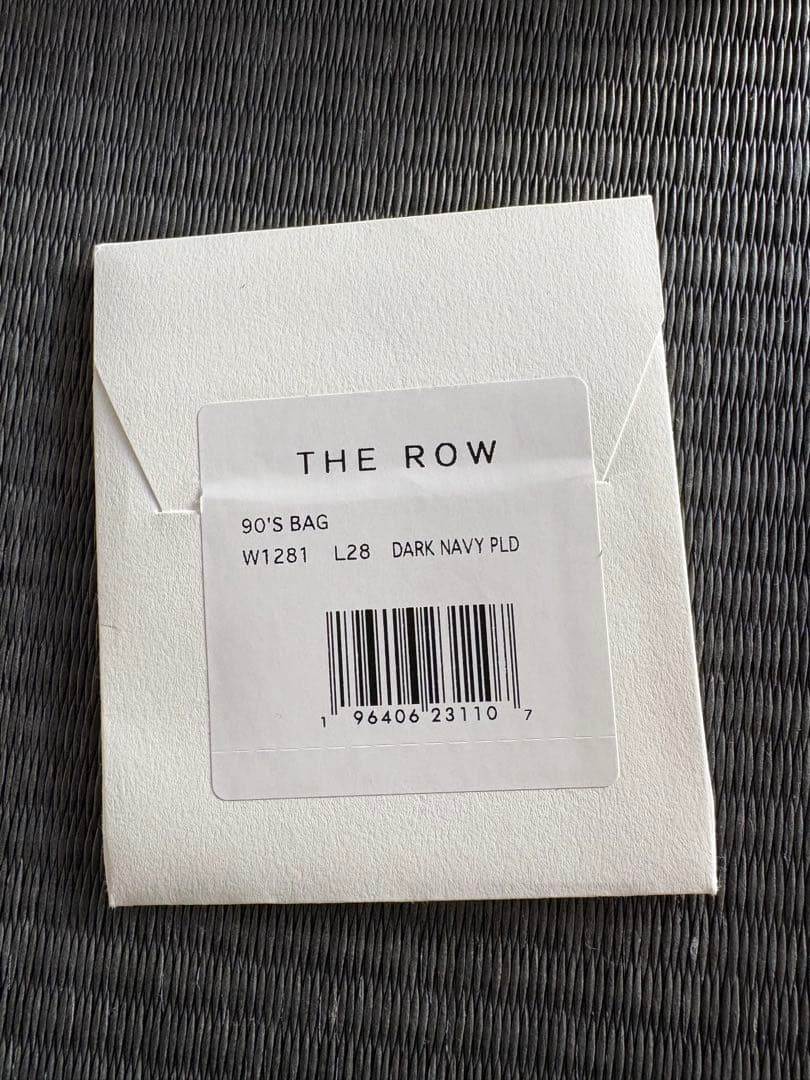 THE ROW
90'S BAG
W1281 L28 DARK NAVY PLD
1 96406 23110 7